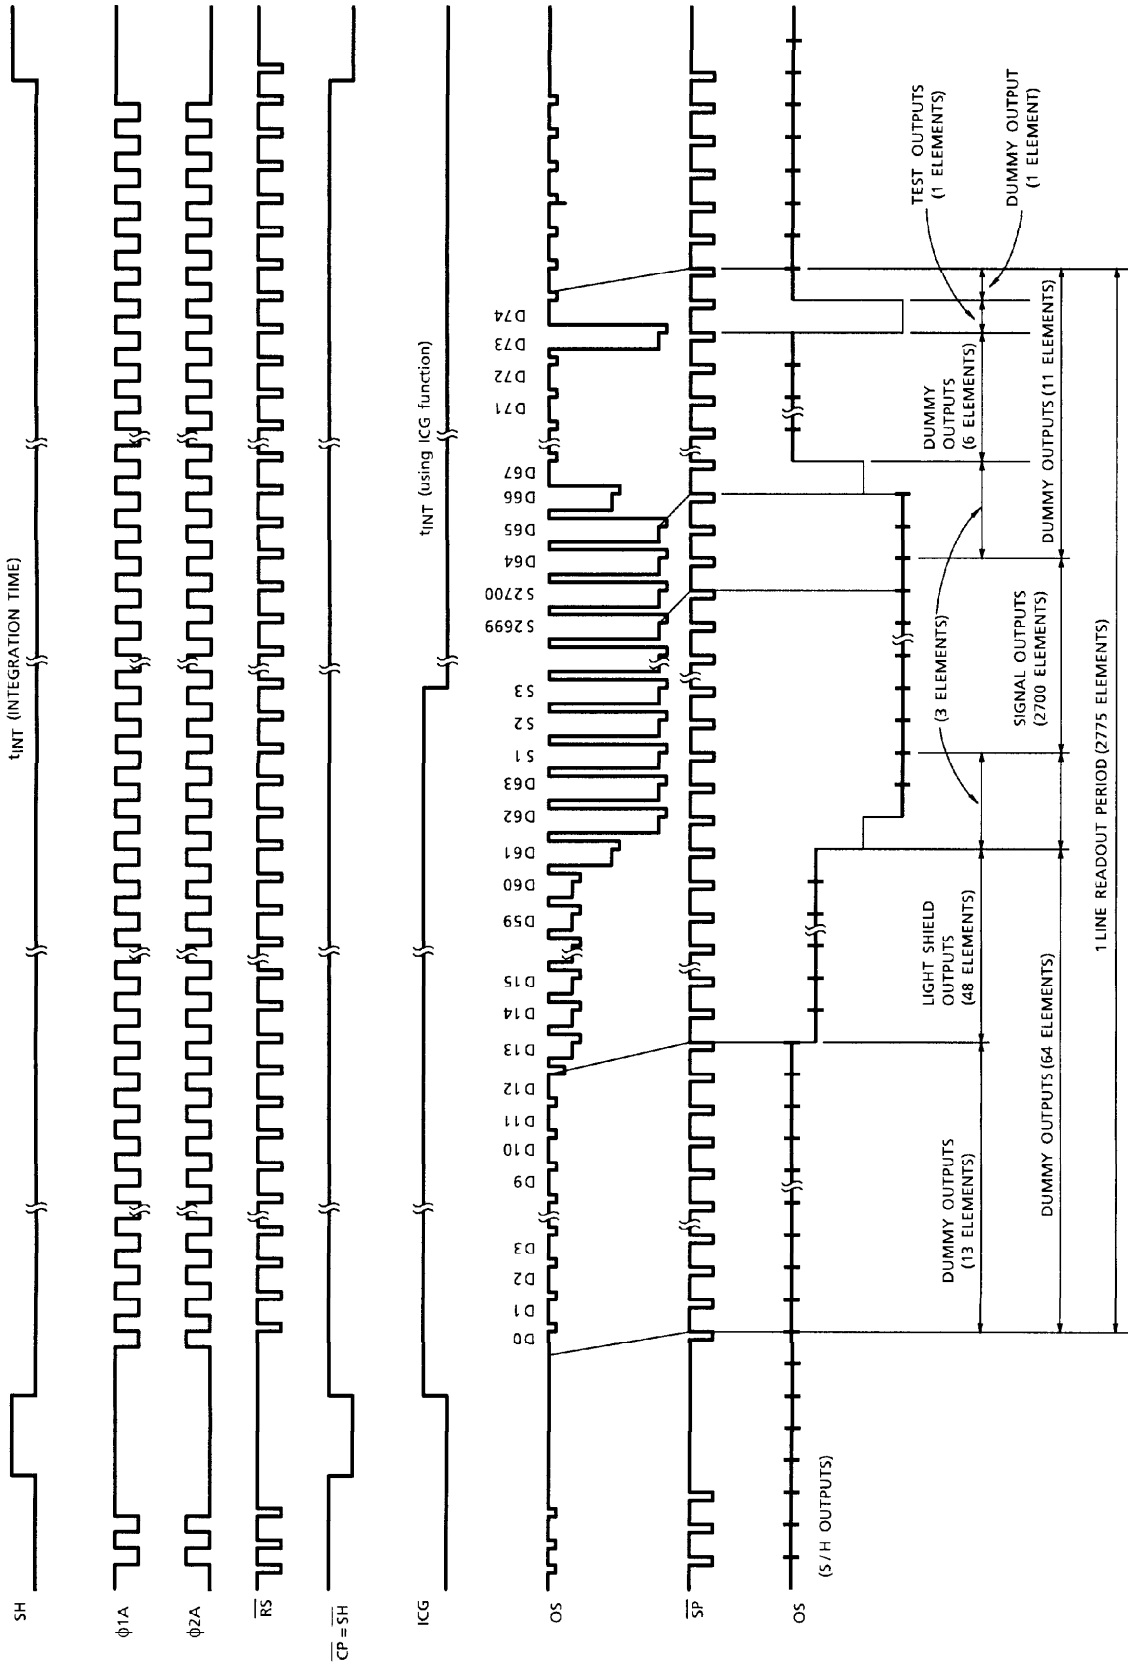 SH
tINT (INTEGRATION TIME)
φ1A
φ2A
RS
CP = SH
ICG
tINT (using ICG function)
OS
D0
D1
D2
D3
D9
D10
D11
D12
D13
D14
D15
D59
D60
D61
D62
D63
S1
S2
S3
S2699
S2700
D64
D65
D66
D67
D71
D72
D73
D74
SP
OS
(S / H OUTPUTS)
DUMMY OUTPUTS
(13 ELEMENTS)
LIGHT SHIELD
OUTPUTS
(48 ELEMENTS)
(3 ELEMENTS)
DUMMY
OUTPUTS
(6 ELEMENTS)
TEST OUTPUTS
(1 ELEMENTS)
DUMMY OUTPUT
(1 ELEMENT)
DUMMY OUTPUTS (64 ELEMENTS)
SIGNAL OUTPUTS
(2700 ELEMENTS)
DUMMY OUTPUTS (11 ELEMENTS)
1 LINE READOUT PERIOD (2775 ELEMENTS)